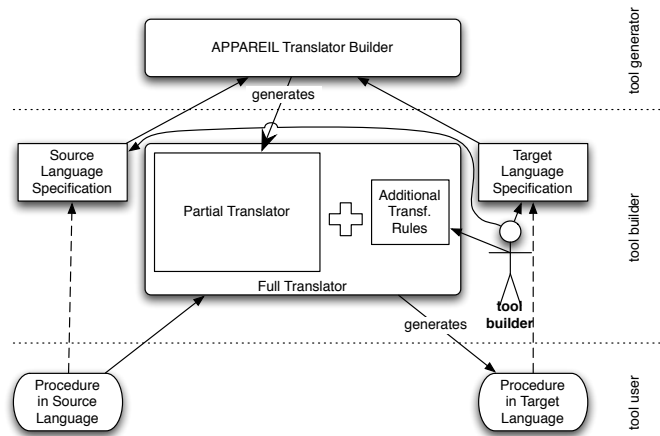 APPAREIL Translator Builder
tool generator
generates
Source
Language
Specification
Target
Language
Specification
Partial Translator
Additional
Transf.
Rules
Full Translator
tool
builder
tool builder
generates
Procedure
in Source
Language
Procedure
in Target
Language
tool user